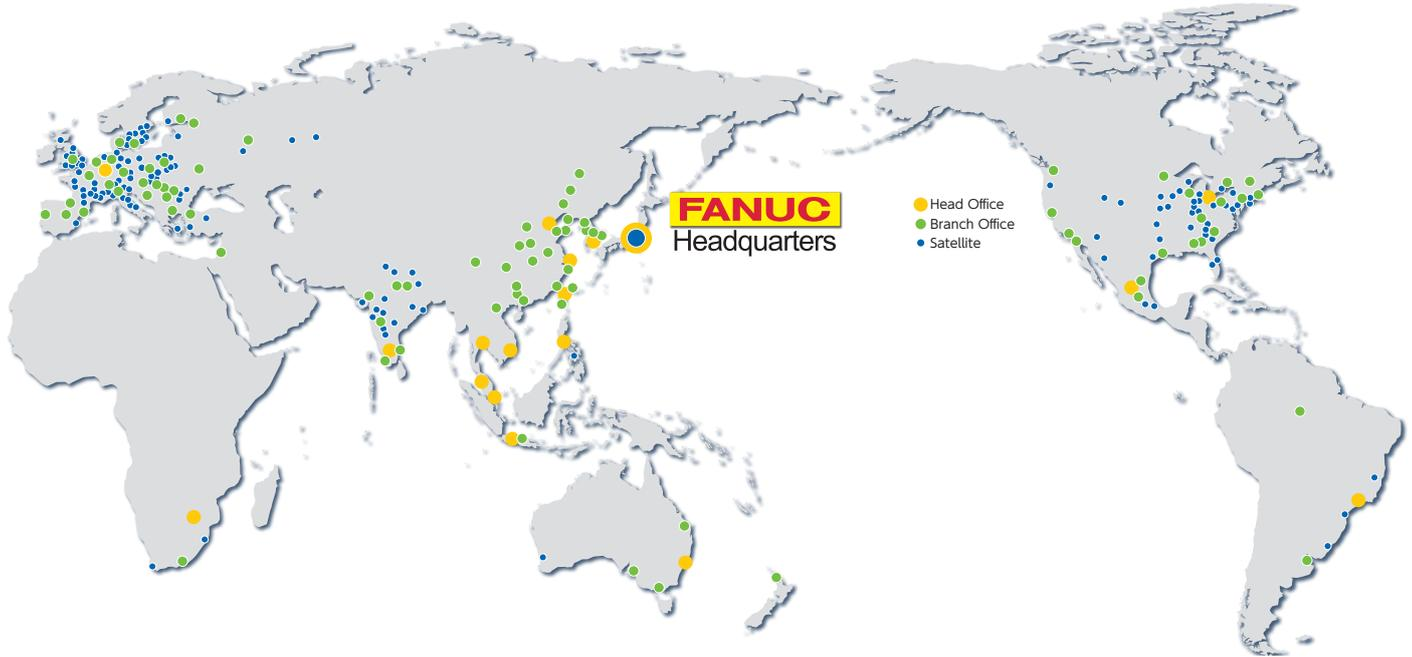 FANUC
Headquarters
Head Office
Branch Office
Satellite